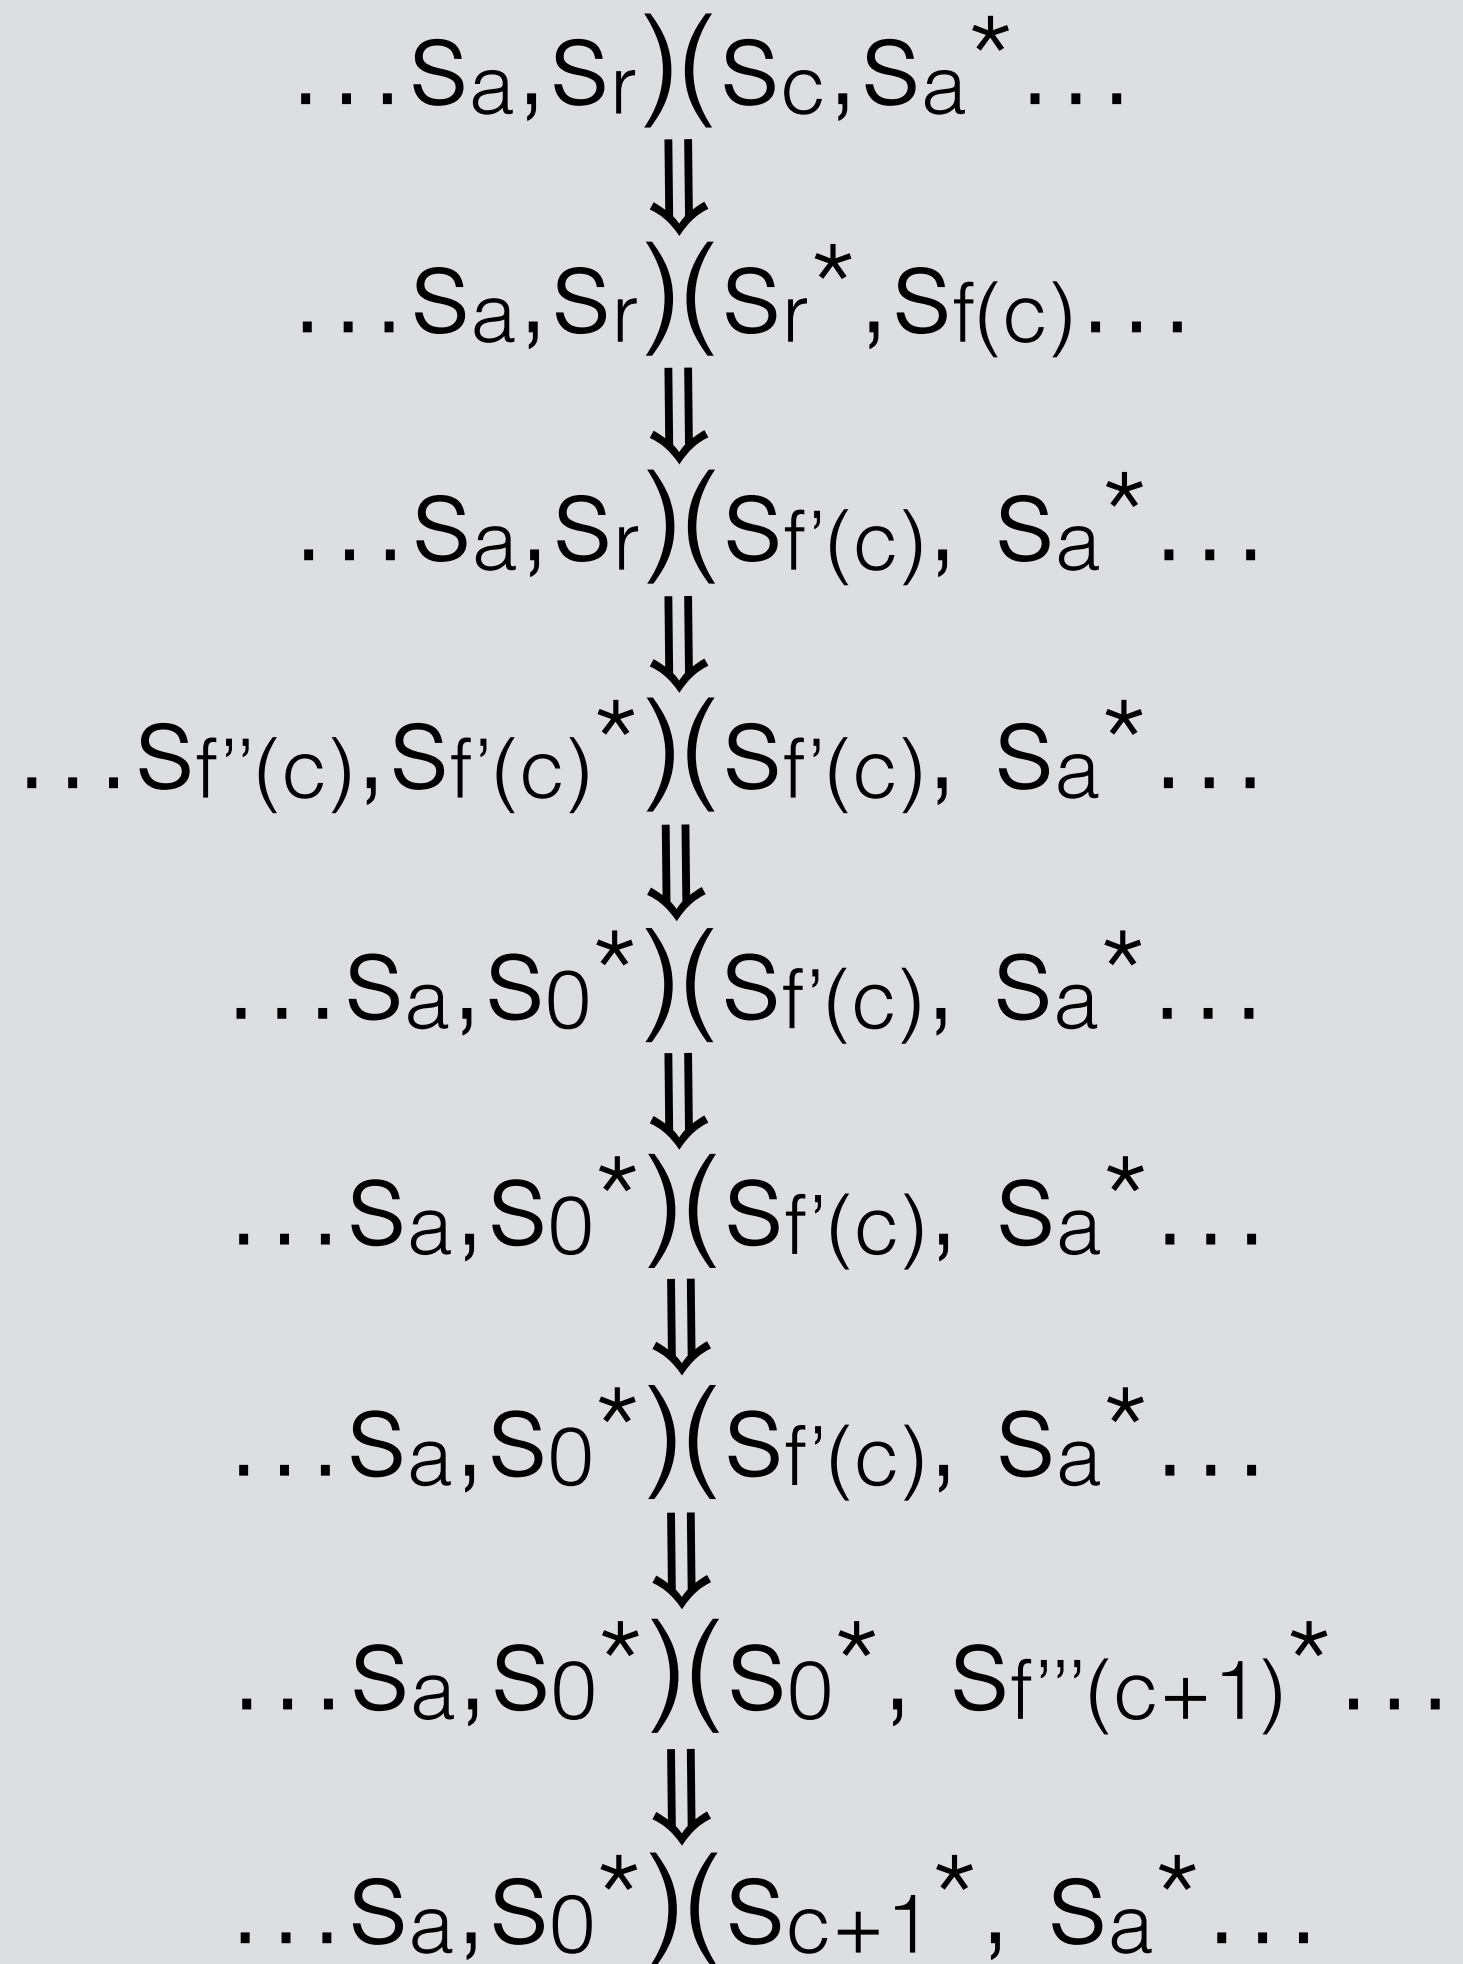 …Sa,Sr)(Sc,Sa*…
⇓
…Sa,Sr)(Sr*,Sf(c)…
⇓
…Sa,Sr)(Sf’(c), Sa*…
⇓
…Sf’’(c),Sf’(c)*)(Sf’(c), Sa*…
⇓
…Sa,S0*)(Sf’(c), Sa*…
⇓
…Sa,S0*)(Sf’(c), Sa*…
⇓
…Sa,S0*)(Sf’(c), Sa*…
⇓
…Sa,S0*)(S0*, Sf’’’(c+1)*…
⇓
…Sa,S0*)(Sc+1*, Sa*…